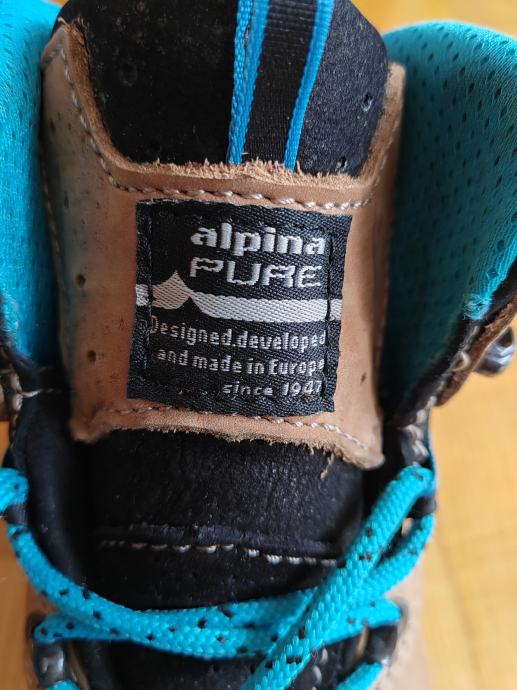 alpina
PURE
Designed.developed
and made in Europe
since 1947